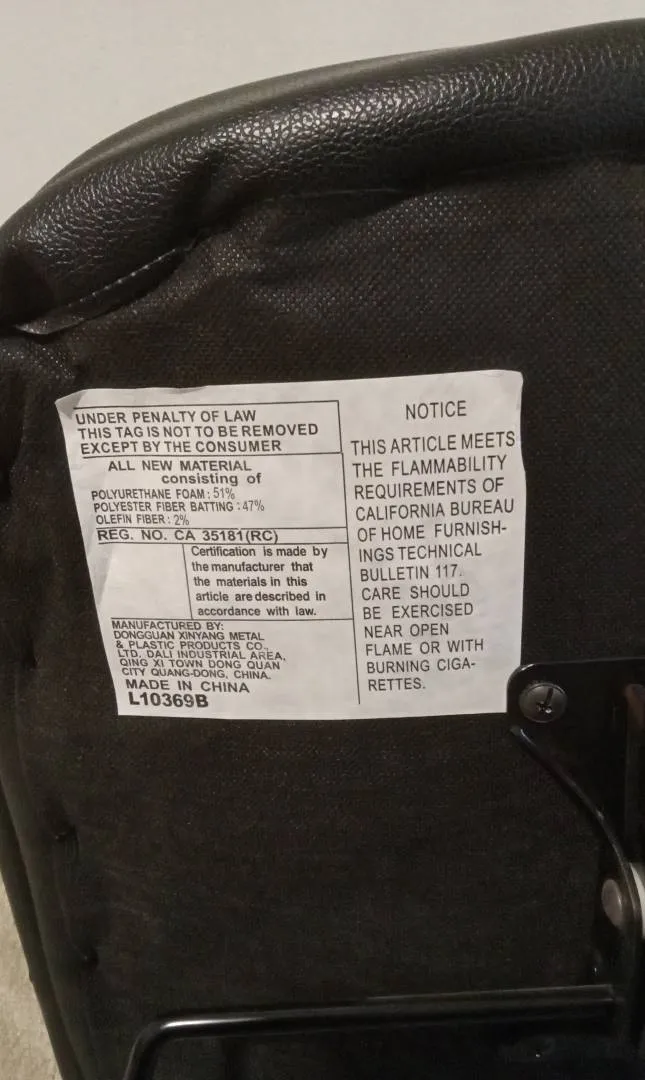 UNDER PENALTY OF LAW
THIS TAG IS NOT TO BE REMOVED
EXCEPT BY THE CONSUMER
ALL NEW MATERIAL
consisting of
POLYURETHANE FOAM : 51%
POLYESTER FIBER BATTING : 47%
OLEFIN FIBER : 2%
REG. NO. CA 35181(RC)
Certification is made by
the manufacturer that
the materials in this
article are described in
accordance with law.
MANUFACTURED BY:
DONGGUAN XINYANG METAL
& PLASTIC PRODUCTS CO.,
LTD. DALI INDUSTRIAL AREA,
QING XI TOWN DONG QUAN
CITY QUANG-DONG, CHINA.
MADE IN CHINA
L10369B
NOTICE
THIS ARTICLE MEETS
THE FLAMMABILITY
REQUIREMENTS OF
CALIFORNIA BUREAU
OF HOME FURNISH-
INGS TECHNICAL
BULLETIN 117.
CARE SHOULD
BE EXERCISED
NEAR OPEN
FLAME OR WITH
BURNING CIGA-
RETTES.